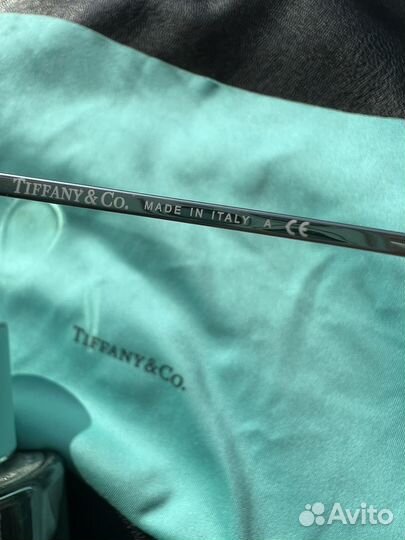 TIFFANY & CO. MADE IN ITALY A CE
TIFFANY & CO.
Avito